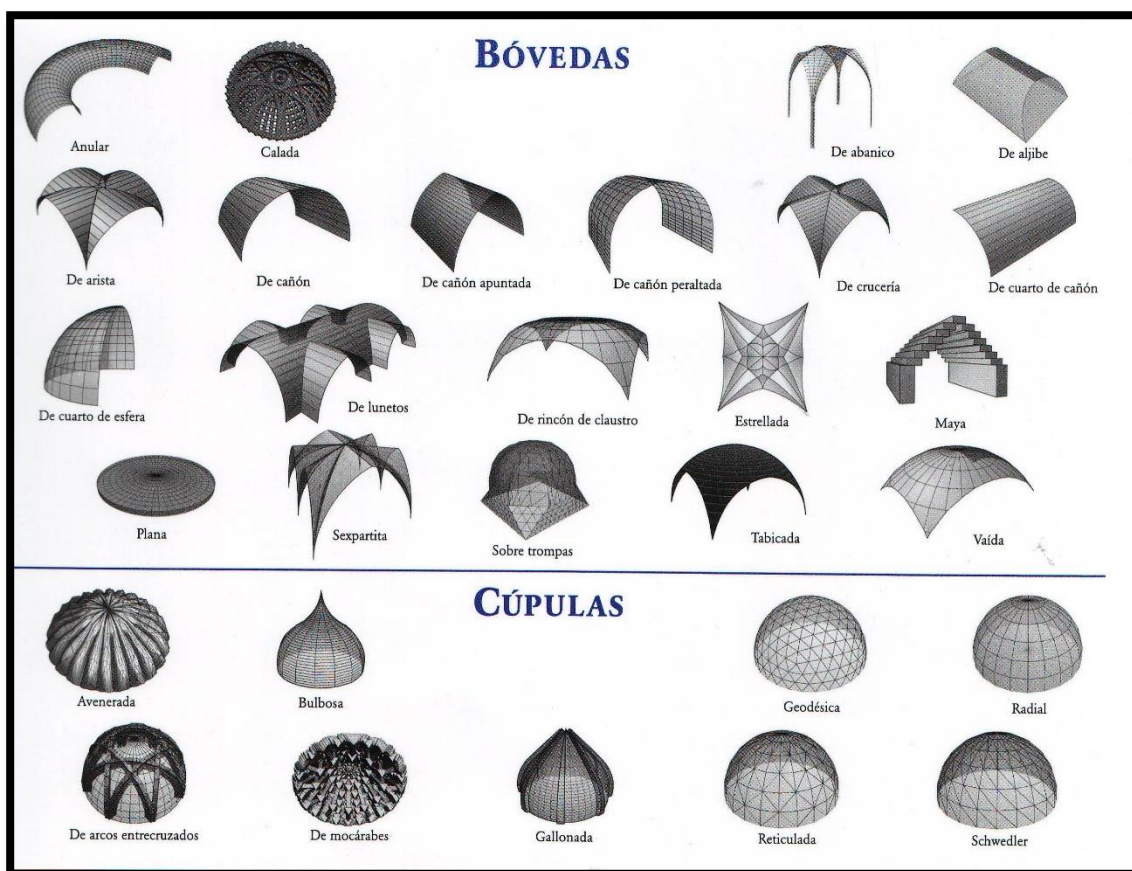 BÓVEDAS
Anular
Calada
De abanico
De aljibe
De arista
De cañón
De cañón apuntada
De cañón peraltada
De crucería
De cuarto de cañón
De cuarto de esfera
De lunetos
De rincón de claustro
Estrellada
Maya
Plana
Sexpartita
Sobre trompas
Tabicada
Vaída
CÚPULAS
Avenerada
Bulbosa
Geodésica
Radial
De arcos entrecruzados
De mocárabes
Gallonada
Reticulada
Schwedler